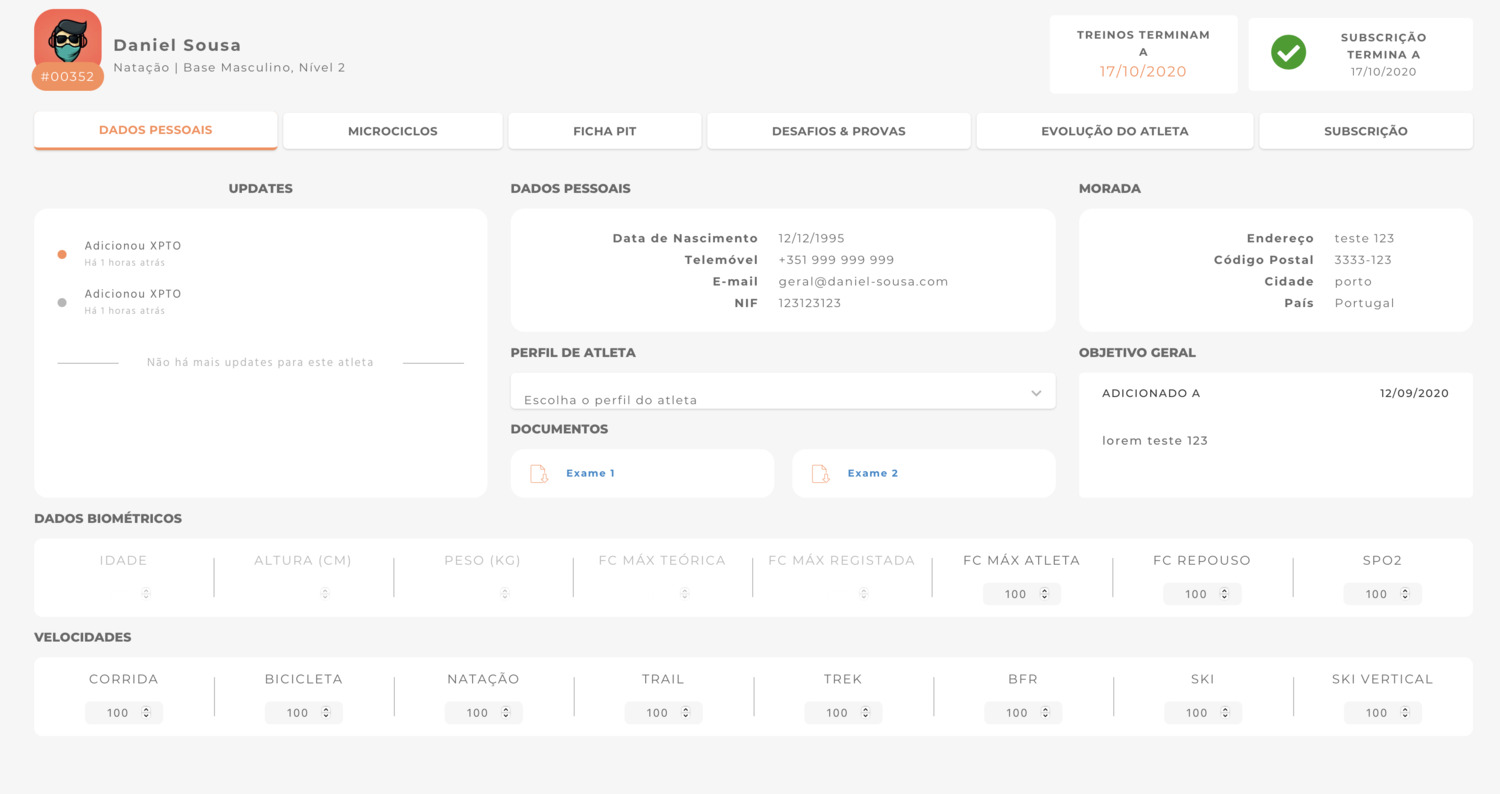 Daniel Sousa
Natação | Base Masculino, Nível 2
#00352
TREINOS TERMINAM
A
17/10/2020
SUBSCRIÇÃO
TERMINA A
17/10/2020
DADOS PESSOAIS
MICROCICLOS
FICHA PIT
DESAFIOS & PROVAS
EVOLUÇÃO DO ATLETA
SUBSCRIÇÃO
UPDATES
Adicionou XPTO
Há 1 horas atrás
Adicionou XPTO
Há 1 horas atrás
Não há mais updates para este atleta
DADOS PESSOAIS
Data de Nascimento 12/12/1995
Telemóvel +351 999 999 999
E-mail geral@daniel-sousa.com
NIF 123123123
MORADA
Endereço teste 123
Código Postal 3333-123
Cidade porto
País Portugal
PERFIL DE ATLETA
Escolha o perfil do atleta
DOCUMENTOS
Exame 1
Exame 2
OBJETIVO GERAL
ADICIONADO A 12/09/2020
lorem teste 123
DADOS BIOMÉTRICOS
IDADE ALTURA (CM) PESO (KG) FC MÁX TEÓRICA FC MÁX REGISTADA FC MÁX ATLETA FC REPOUSO SPO2
100 100 100
VELOCIDADES
CORRIDA BICICLETA NATAÇÃO TRAIL TREK BFR SKI SKI VERTICAL
100 100 100 100 100 100 100 100